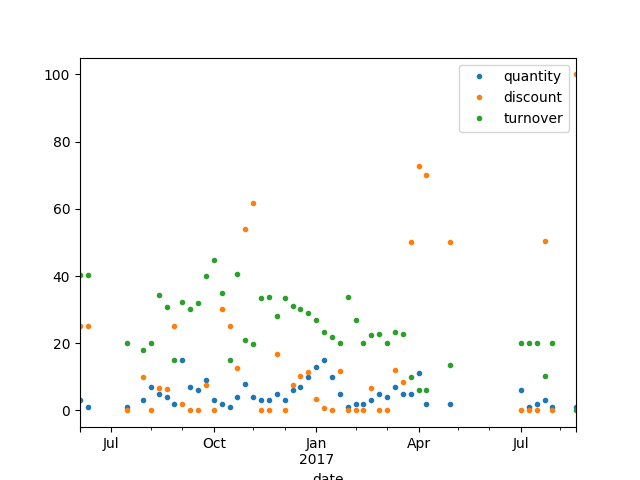 100
80
60
40
20
0
quantity
discount
turnover
Jul
Oct
Jan
2017
Apr
Jul
date